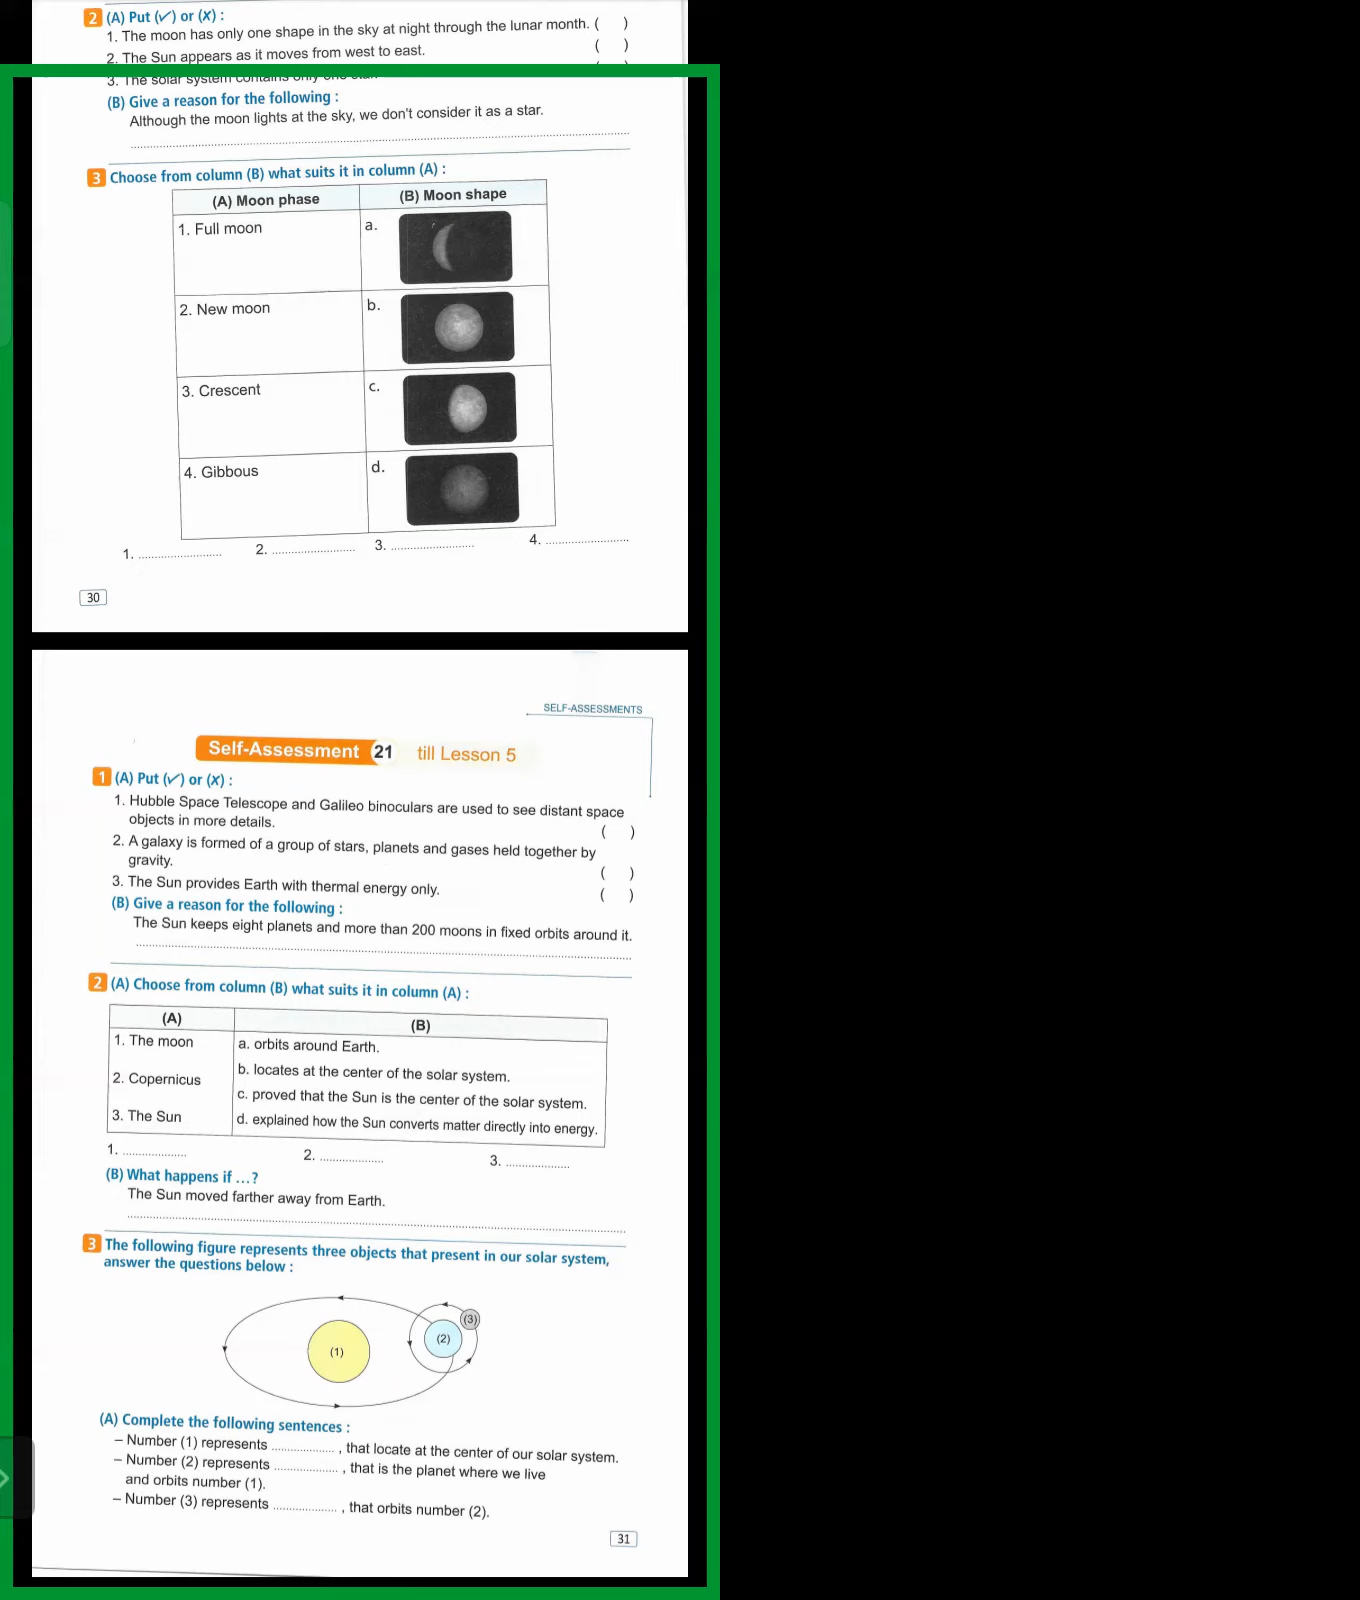 2 (A) Put (✓) or (x) :
1. The moon has only one shape in the sky at night through the lunar month. ( )
2. The Sun appears as it moves from west to east. ( )
3. The solar system contains only one star.
(B) Give a reason for the following :
Although the moon lights at the sky, we don't consider it as a star.
3 Choose from column (B) what suits it in column (A) :
(A) Moon phase (B) Moon shape
1. Full moon a.
2. New moon b.
3. Crescent c.
4. Gibbous d.
1. .......................... 2. .......................... 3. .......................... 4. ..........................
30
SELF-ASSESSMENTS
Self-Assessment 21 till Lesson 5
1 (A) Put (✓) or (x) :
1. Hubble Space Telescope and Galileo binoculars are used to see distant space
objects in more details. ( )
2. A galaxy is formed of a group of stars, planets and gases held together by
gravity. ( )
3. The Sun provides Earth with thermal energy only. ( )
(B) Give a reason for the following :
The Sun keeps eight planets and more than 200 moons in fixed orbits around it.
2 (A) Choose from column (B) what suits it in column (A) :
(A) (B)
1. The moon a. orbits around Earth.
b. locates at the center of the solar system.
2. Copernicus
c. proved that the Sun is the center of the solar system.
3. The Sun d. explained how the Sun converts matter directly into energy.
1. .................... 2. .................... 3. ....................
(B) What happens if ...?
The Sun moved farther away from Earth.
3 The following figure represents three objects that present in our solar system,
answer the questions below :
(3)
(2)
(1)
(A) Complete the following sentences :
– Number (1) represents .................... , that locate at the center of our solar system.
– Number (2) represents .................... , that is the planet where we live
and orbits number (1).
– Number (3) represents .................... , that orbits number (2).
31